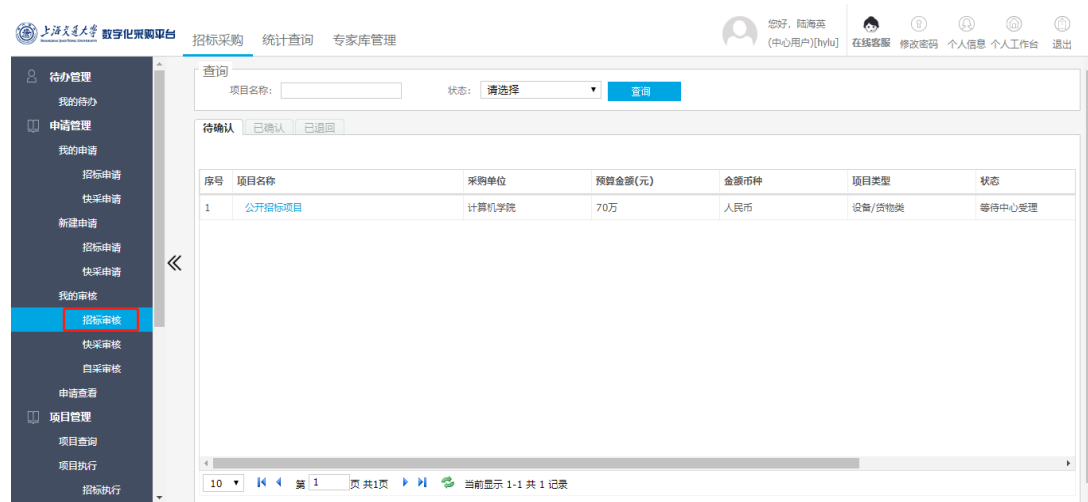 上海交通大学 数字化采购平台
招标采购 统计查询 专家库管理
您好，陆海英
(中心用户)[hylu]
在线客服 修改密码 个人信息 个人工作台 退出
待办管理
我的待办
申请管理
我的申请
招标申请
快采申请
新建申请
招标申请
快采申请
我的审核
招标审核
快采审核
自采审核
申请查看
项目管理
项目查询
项目执行
招标执行
查询
项目名称: 状态: 请选择 查询
待确认 已确认 已退回
序号 项目名称 采购单位 预算金额(元) 金额币种 项目类型 状态
1 公开招标项目 计算机学院 70万 人民币 设备/货物类 等待中心受理
10 第 1 页 共1页 当前显示 1-1 共 1 记录